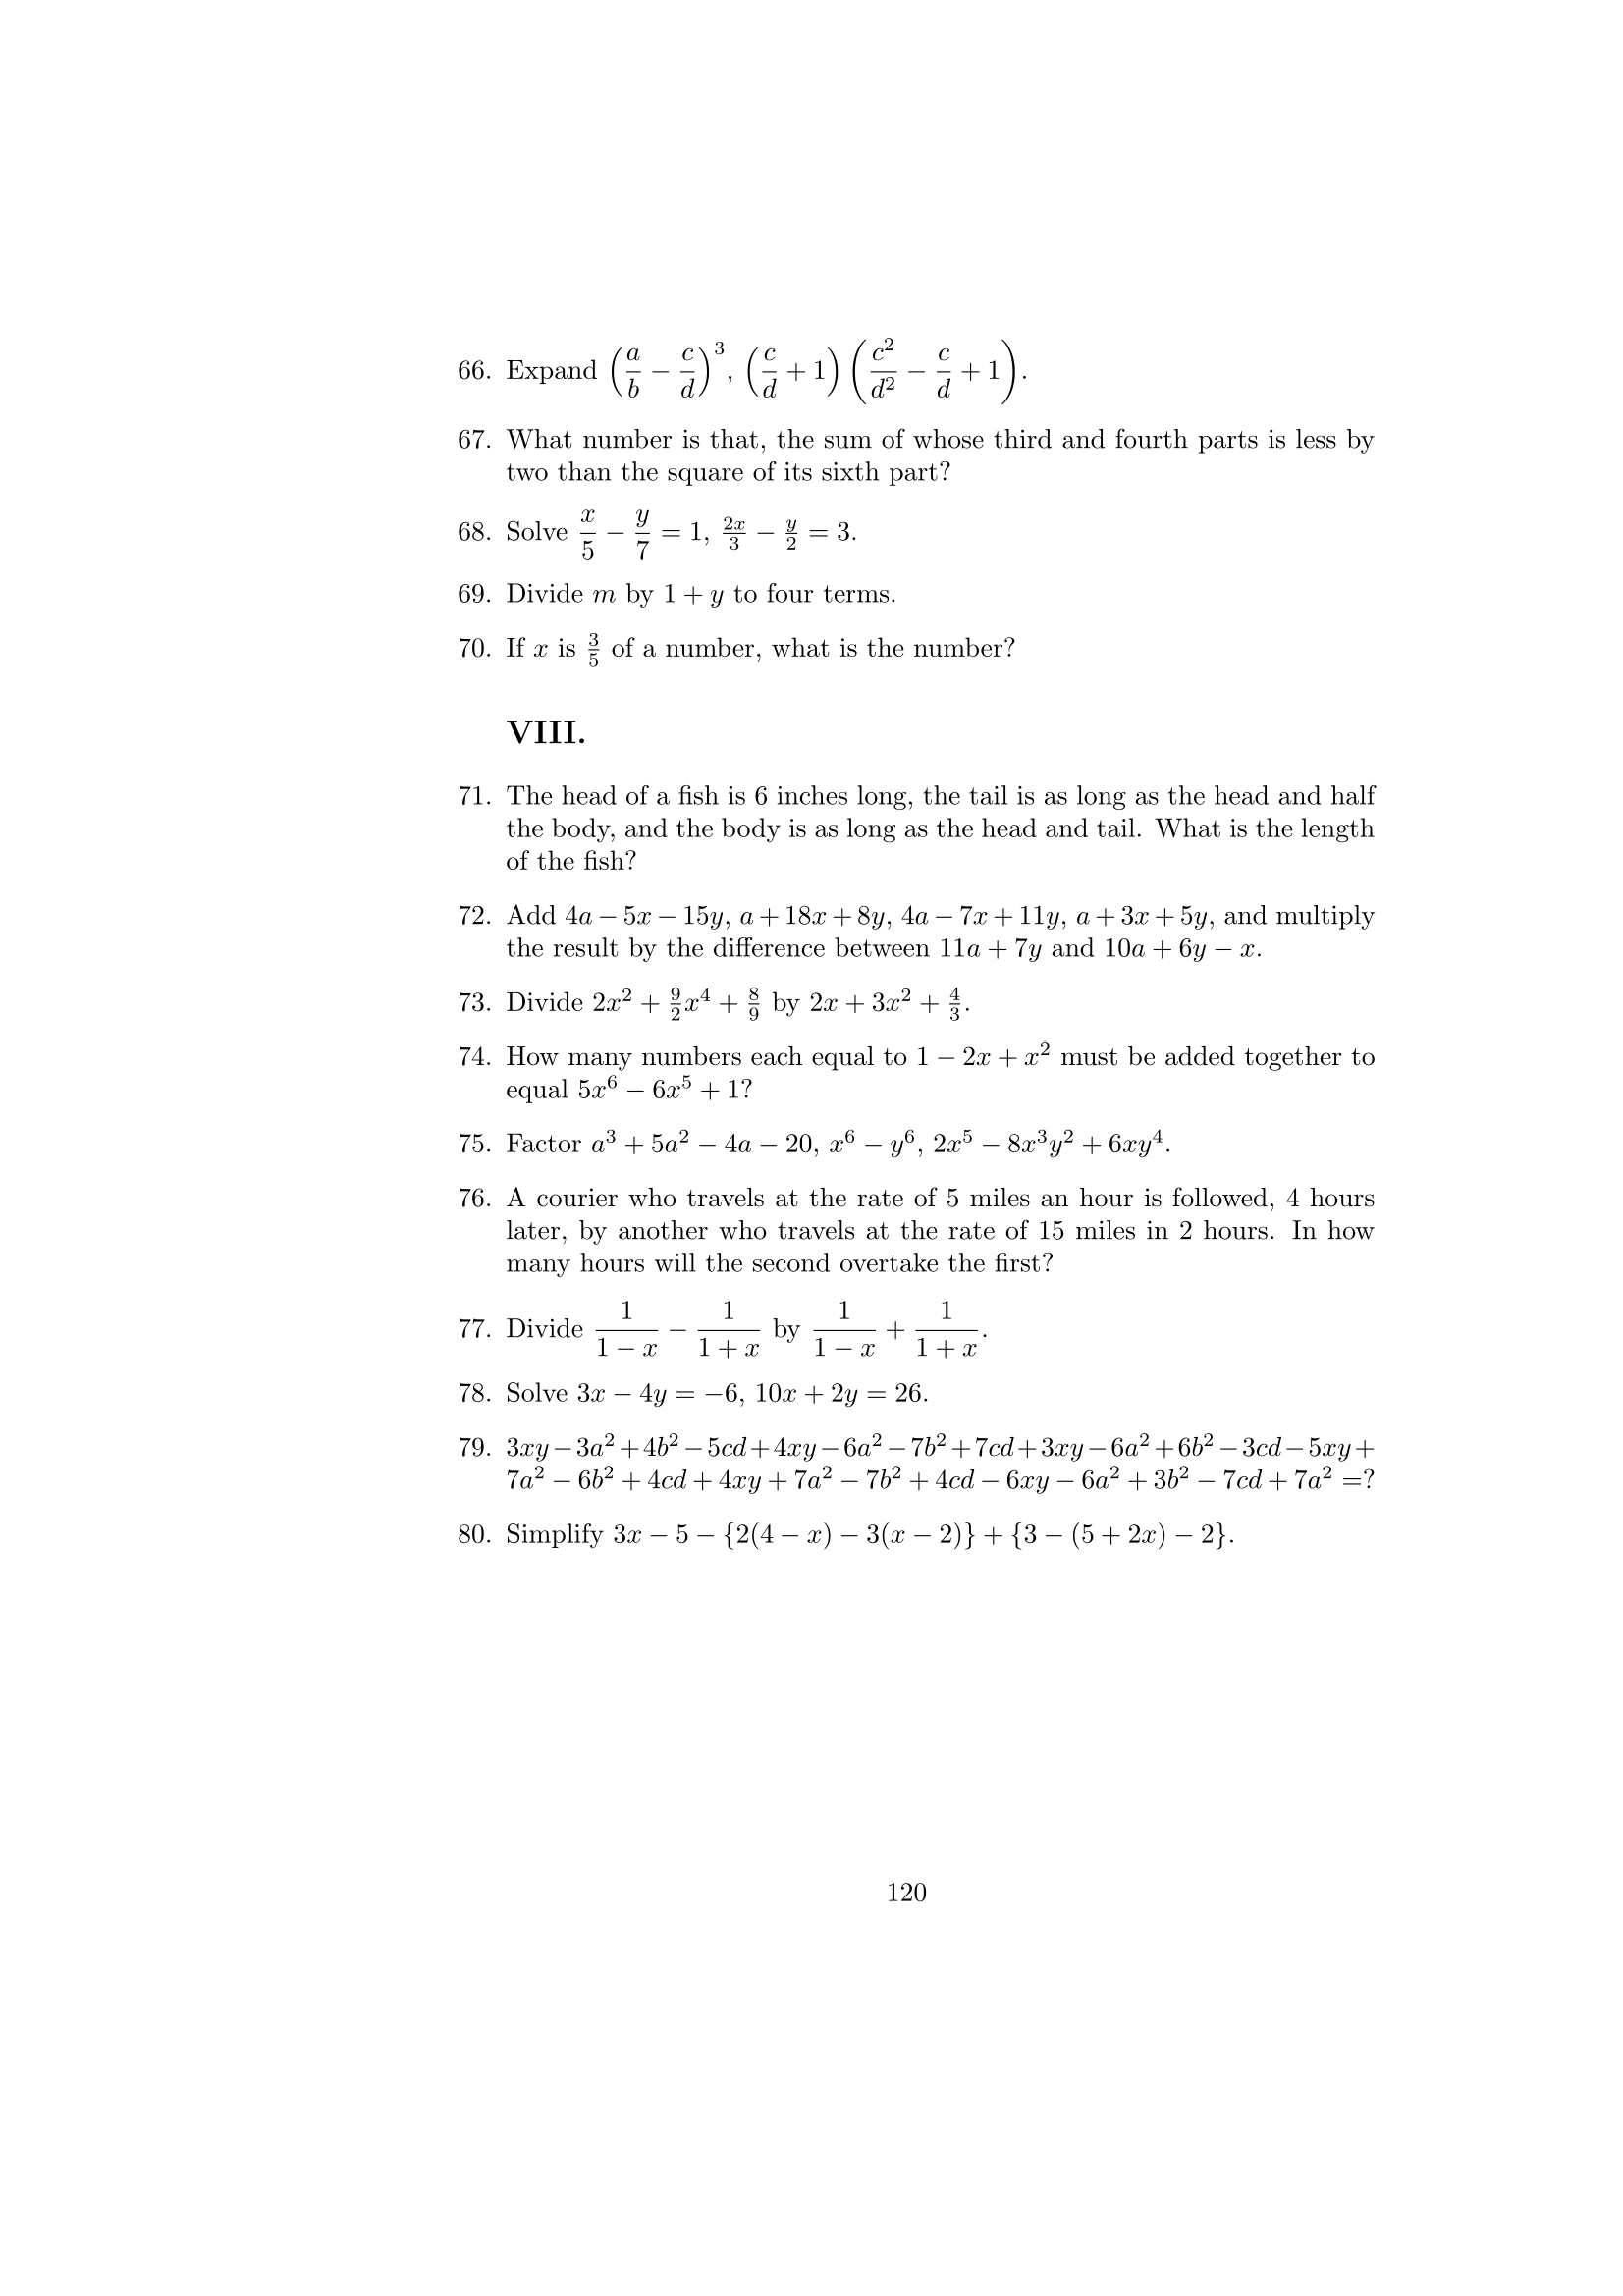 66. Expand $\left(\dfrac{a}{b} - \dfrac{c}{d}\right)^3$, $\left(\dfrac{c}{d} + 1\right)\left(\dfrac{c^2}{d^2} - \dfrac{c}{d} + 1\right)$.
67. What number is that, the sum of whose third and fourth parts is less by
two than the square of its sixth part?
68. Solve $\dfrac{x}{5} - \dfrac{y}{7} = 1$, $\frac{2x}{3} - \frac{y}{2} = 3$.
69. Divide $m$ by $1 + y$ to four terms.
70. If $x$ is $\frac{3}{5}$ of a number, what is the number?
VIII.
71. The head of a fish is 6 inches long, the tail is as long as the head and half
the body, and the body is as long as the head and tail. What is the length
of the fish?
72. Add $4a - 5x - 15y$, $a + 18x + 8y$, $4a - 7x + 11y$, $a + 3x + 5y$, and multiply
the result by the difference between $11a + 7y$ and $10a + 6y - x$.
73. Divide $2x^2 + \frac{9}{2}x^4 + \frac{8}{9}$ by $2x + 3x^2 + \frac{4}{3}$.
74. How many numbers each equal to $1 - 2x + x^2$ must be added together to
equal $5x^6 - 6x^5 + 1$?
75. Factor $a^3 + 5a^2 - 4a - 20$, $x^6 - y^6$, $2x^5 - 8x^3y^2 + 6xy^4$.
76. A courier who travels at the rate of 5 miles an hour is followed, 4 hours
later, by another who travels at the rate of 15 miles in 2 hours. In how
many hours will the second overtake the first?
77. Divide $\dfrac{1}{1 - x} - \dfrac{1}{1 + x}$ by $\dfrac{1}{1 - x} + \dfrac{1}{1 + x}$.
78. Solve $3x - 4y = -6$, $10x + 2y = 26$.
79. $3xy - 3a^2 + 4b^2 - 5cd + 4xy - 6a^2 - 7b^2 + 7cd + 3xy - 6a^2 + 6b^2 - 3cd - 5xy +$
$7a^2 - 6b^2 + 4cd + 4xy + 7a^2 - 7b^2 + 4cd - 6xy - 6a^2 + 3b^2 - 7cd + 7a^2 =$?
80. Simplify $3x - 5 - \{2(4 - x) - 3(x - 2)\} + \{3 - (5 + 2x) - 2\}$.
120